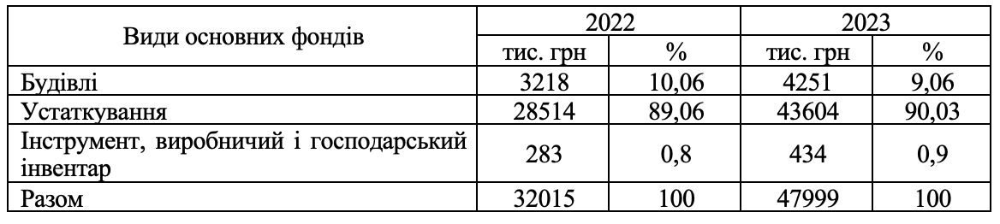 Види основних фондів 2022 2023
тис. грн % тис. грн %
Будівлі 3218 10,06 4251 9,06
Устаткування 28514 89,06 43604 90,03
Інструмент, виробничий і господарський
інвентар 283 0,8 434 0,9
Разом 32015 100 47999 100